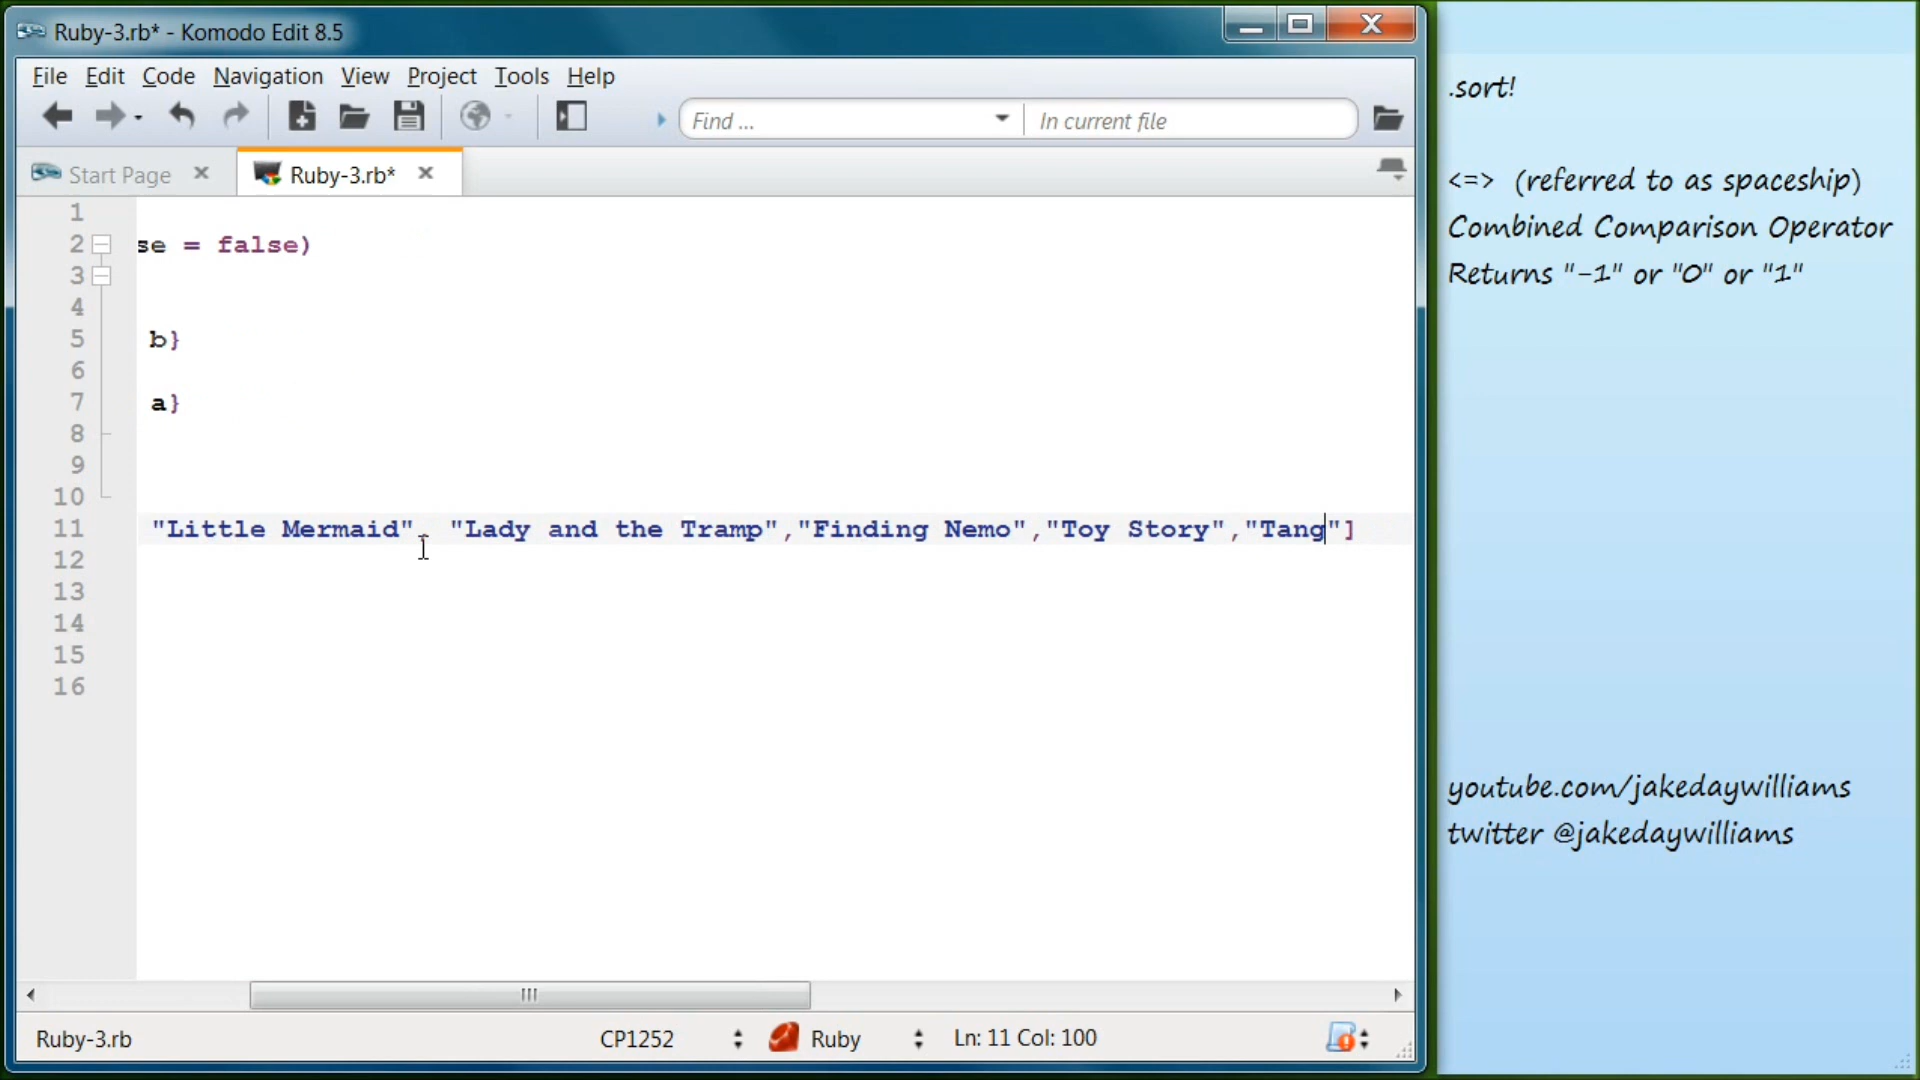 Ruby-3.rb* - Komodo Edit 8.5
File Edit Code Navigation View Project Tools Help
Find ... In current file
Start Page Ruby-3.rb*
1
2 se = false)
3
4
5 b}
6
7 a}
8
9
10
11 "Little Mermaid", "Lady and the Tramp","Finding Nemo","Toy Story","Tang"]
12
13
14
15
16
Ruby-3.rb CP1252 Ruby Ln: 11 Col: 100
.sort!
<=> (referred to as spaceship)
Combined Comparison Operator
Returns "-1" or "0" or "1"
youtube.com/jakedaywilliams
twitter @jakedaywilliams